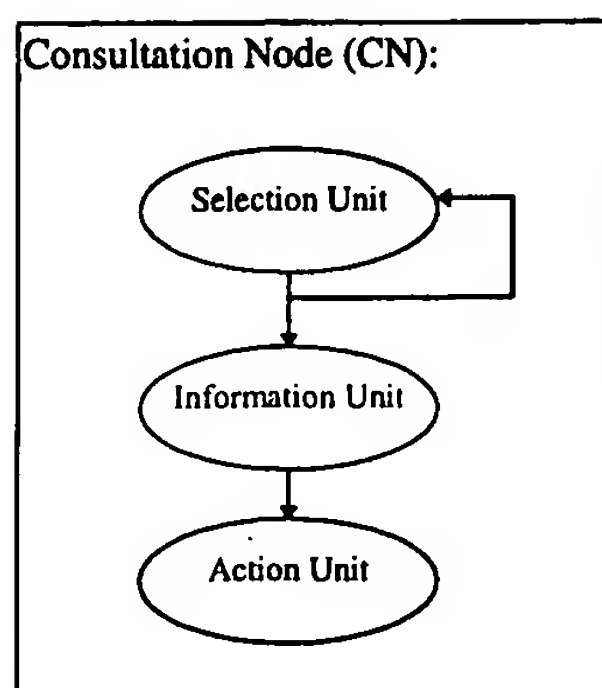 Consultation Node (CN):
Selection Unit
Information Unit
Action Unit